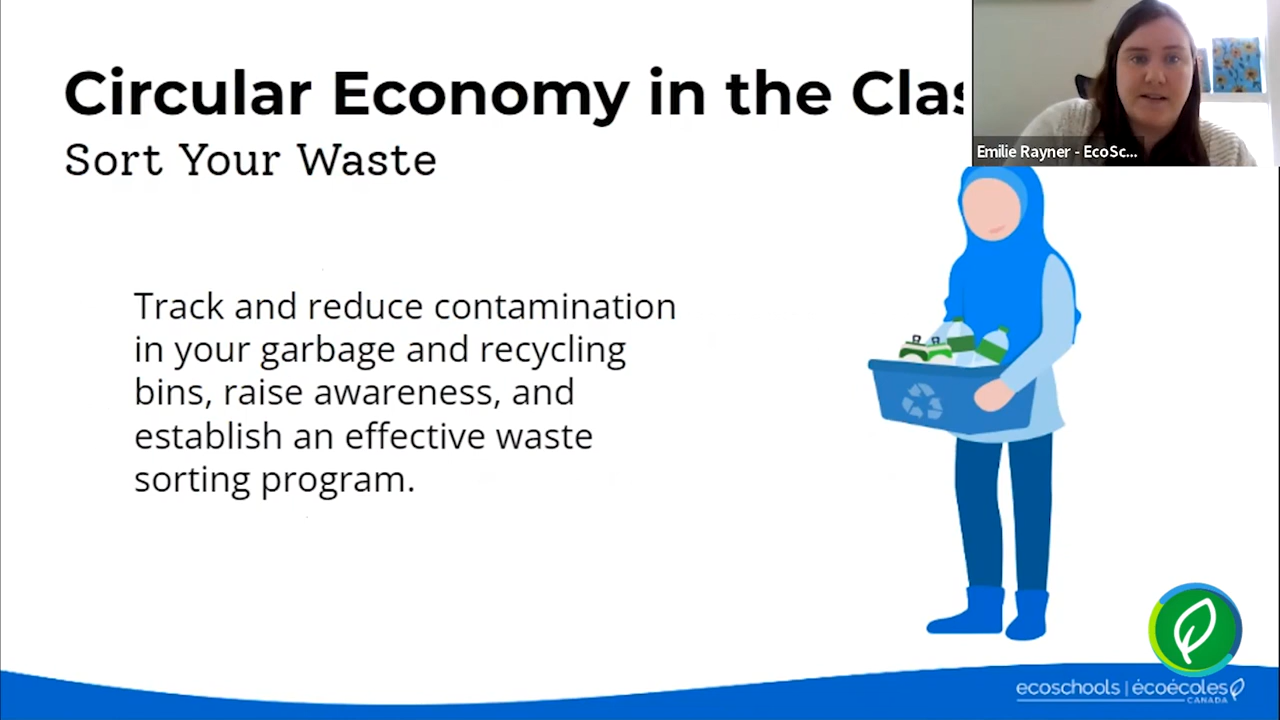 Circular Economy in the Clas
Sort Your Waste
Emilie Rayner - EcoSc...
Track and reduce contamination
in your garbage and recycling
bins, raise awareness, and
establish an effective waste
sorting program.
ecoschools | écoécoles
CANADA